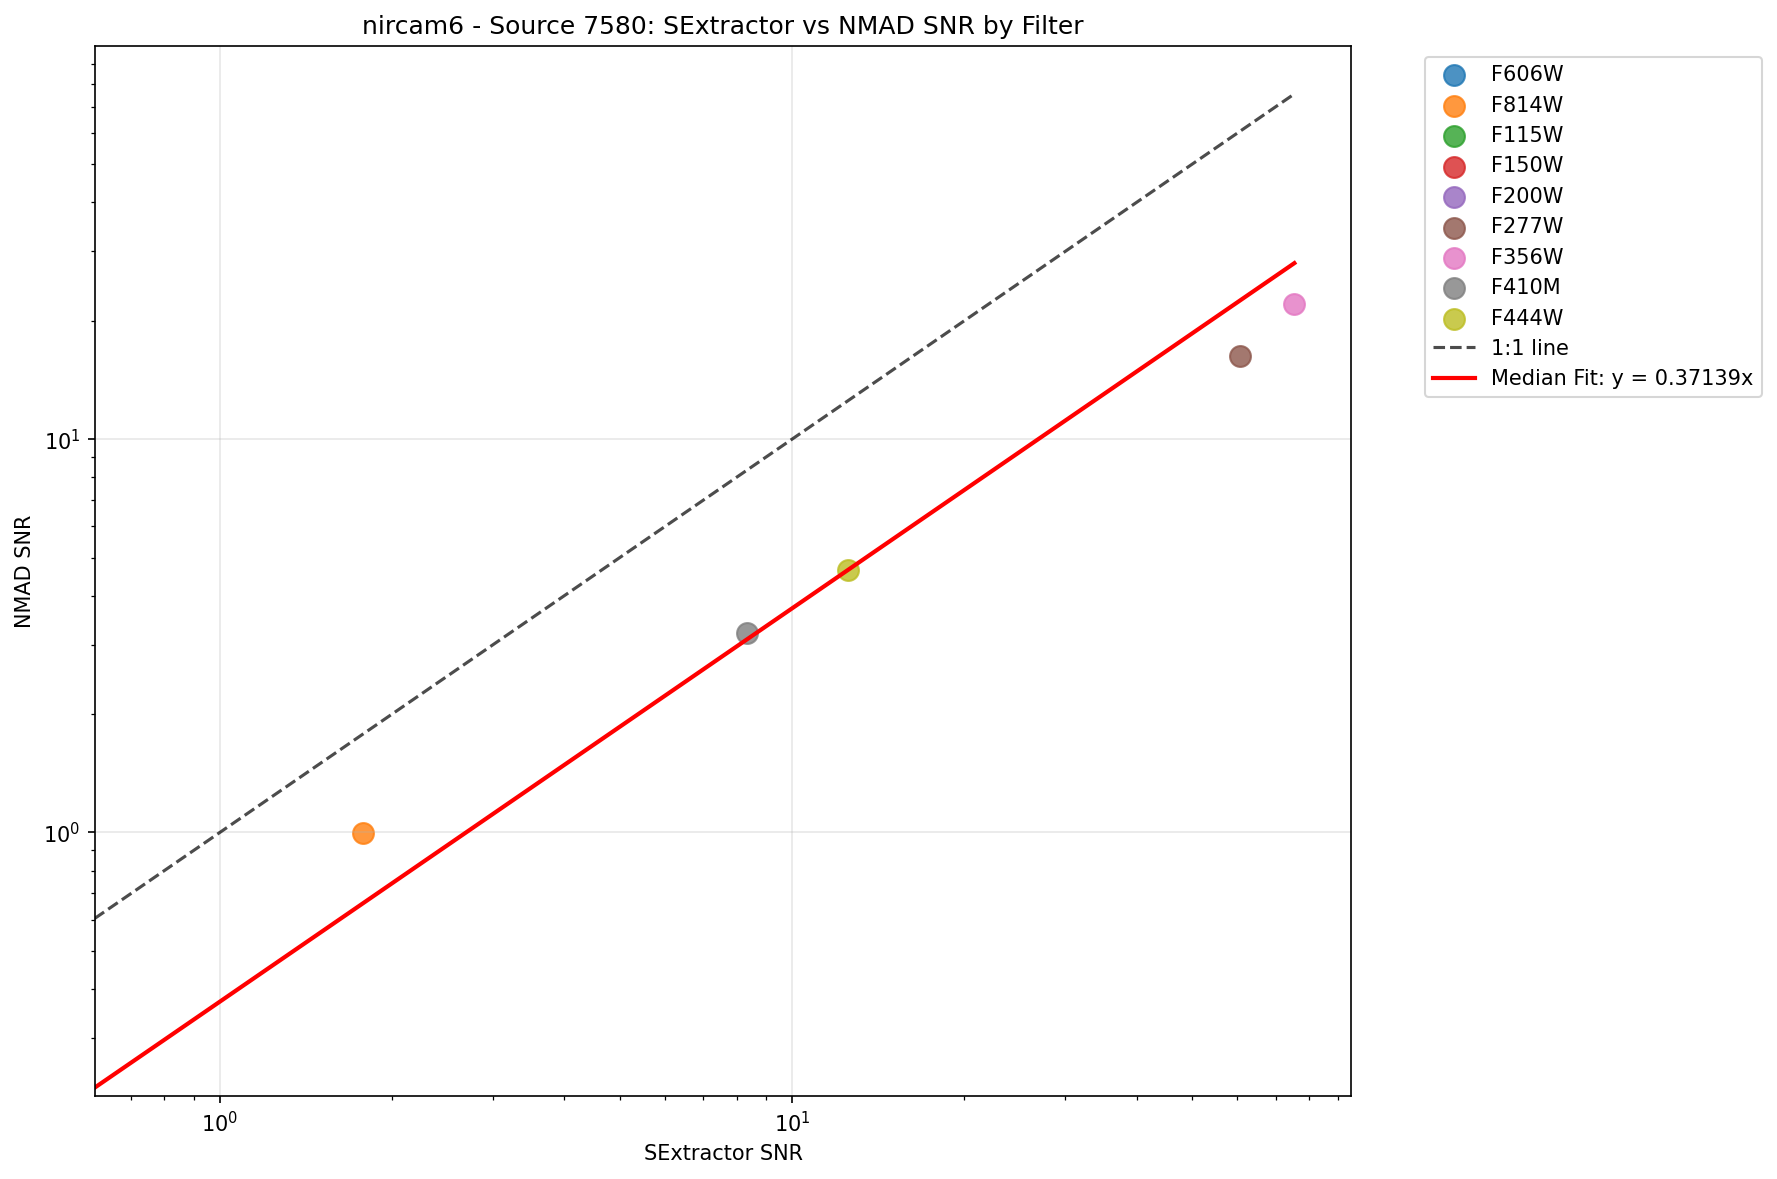 nircam6 - Source 7580: SExtractor vs NMAD SNR by Filter
F606W
F814W
F115W
F150W
F200W
F277W
F356W
F410M
F444W
1:1 line
Median Fit: y = 0.37139x
NMAD SNR
10¹
10⁰
10⁰
10¹
SExtractor SNR